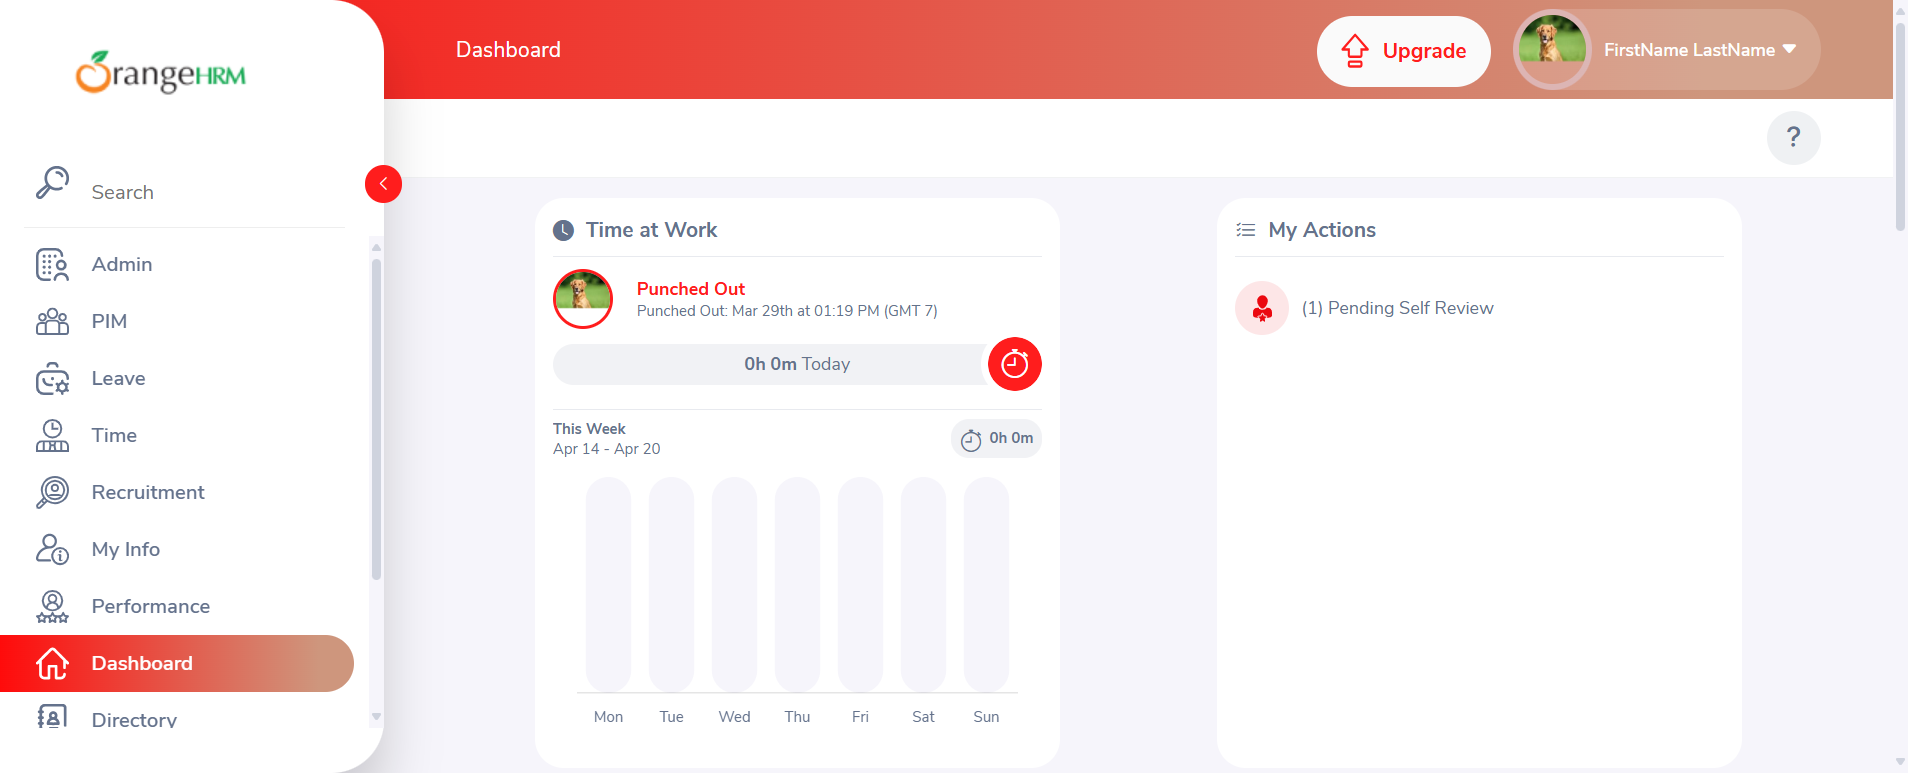 OrangeHRM
Search
Admin
PIM
Leave
Time
Recruitment
My Info
Performance
Dashboard
Directory
Dashboard
Upgrade
FirstName LastName
?
Time at Work
Punched Out
Punched Out: Mar 29th at 01:19 PM (GMT 7)
0h 0m Today
This Week
Apr 14 - Apr 20
0h 0m
Mon Tue Wed Thu Fri Sat Sun
My Actions
(1) Pending Self Review